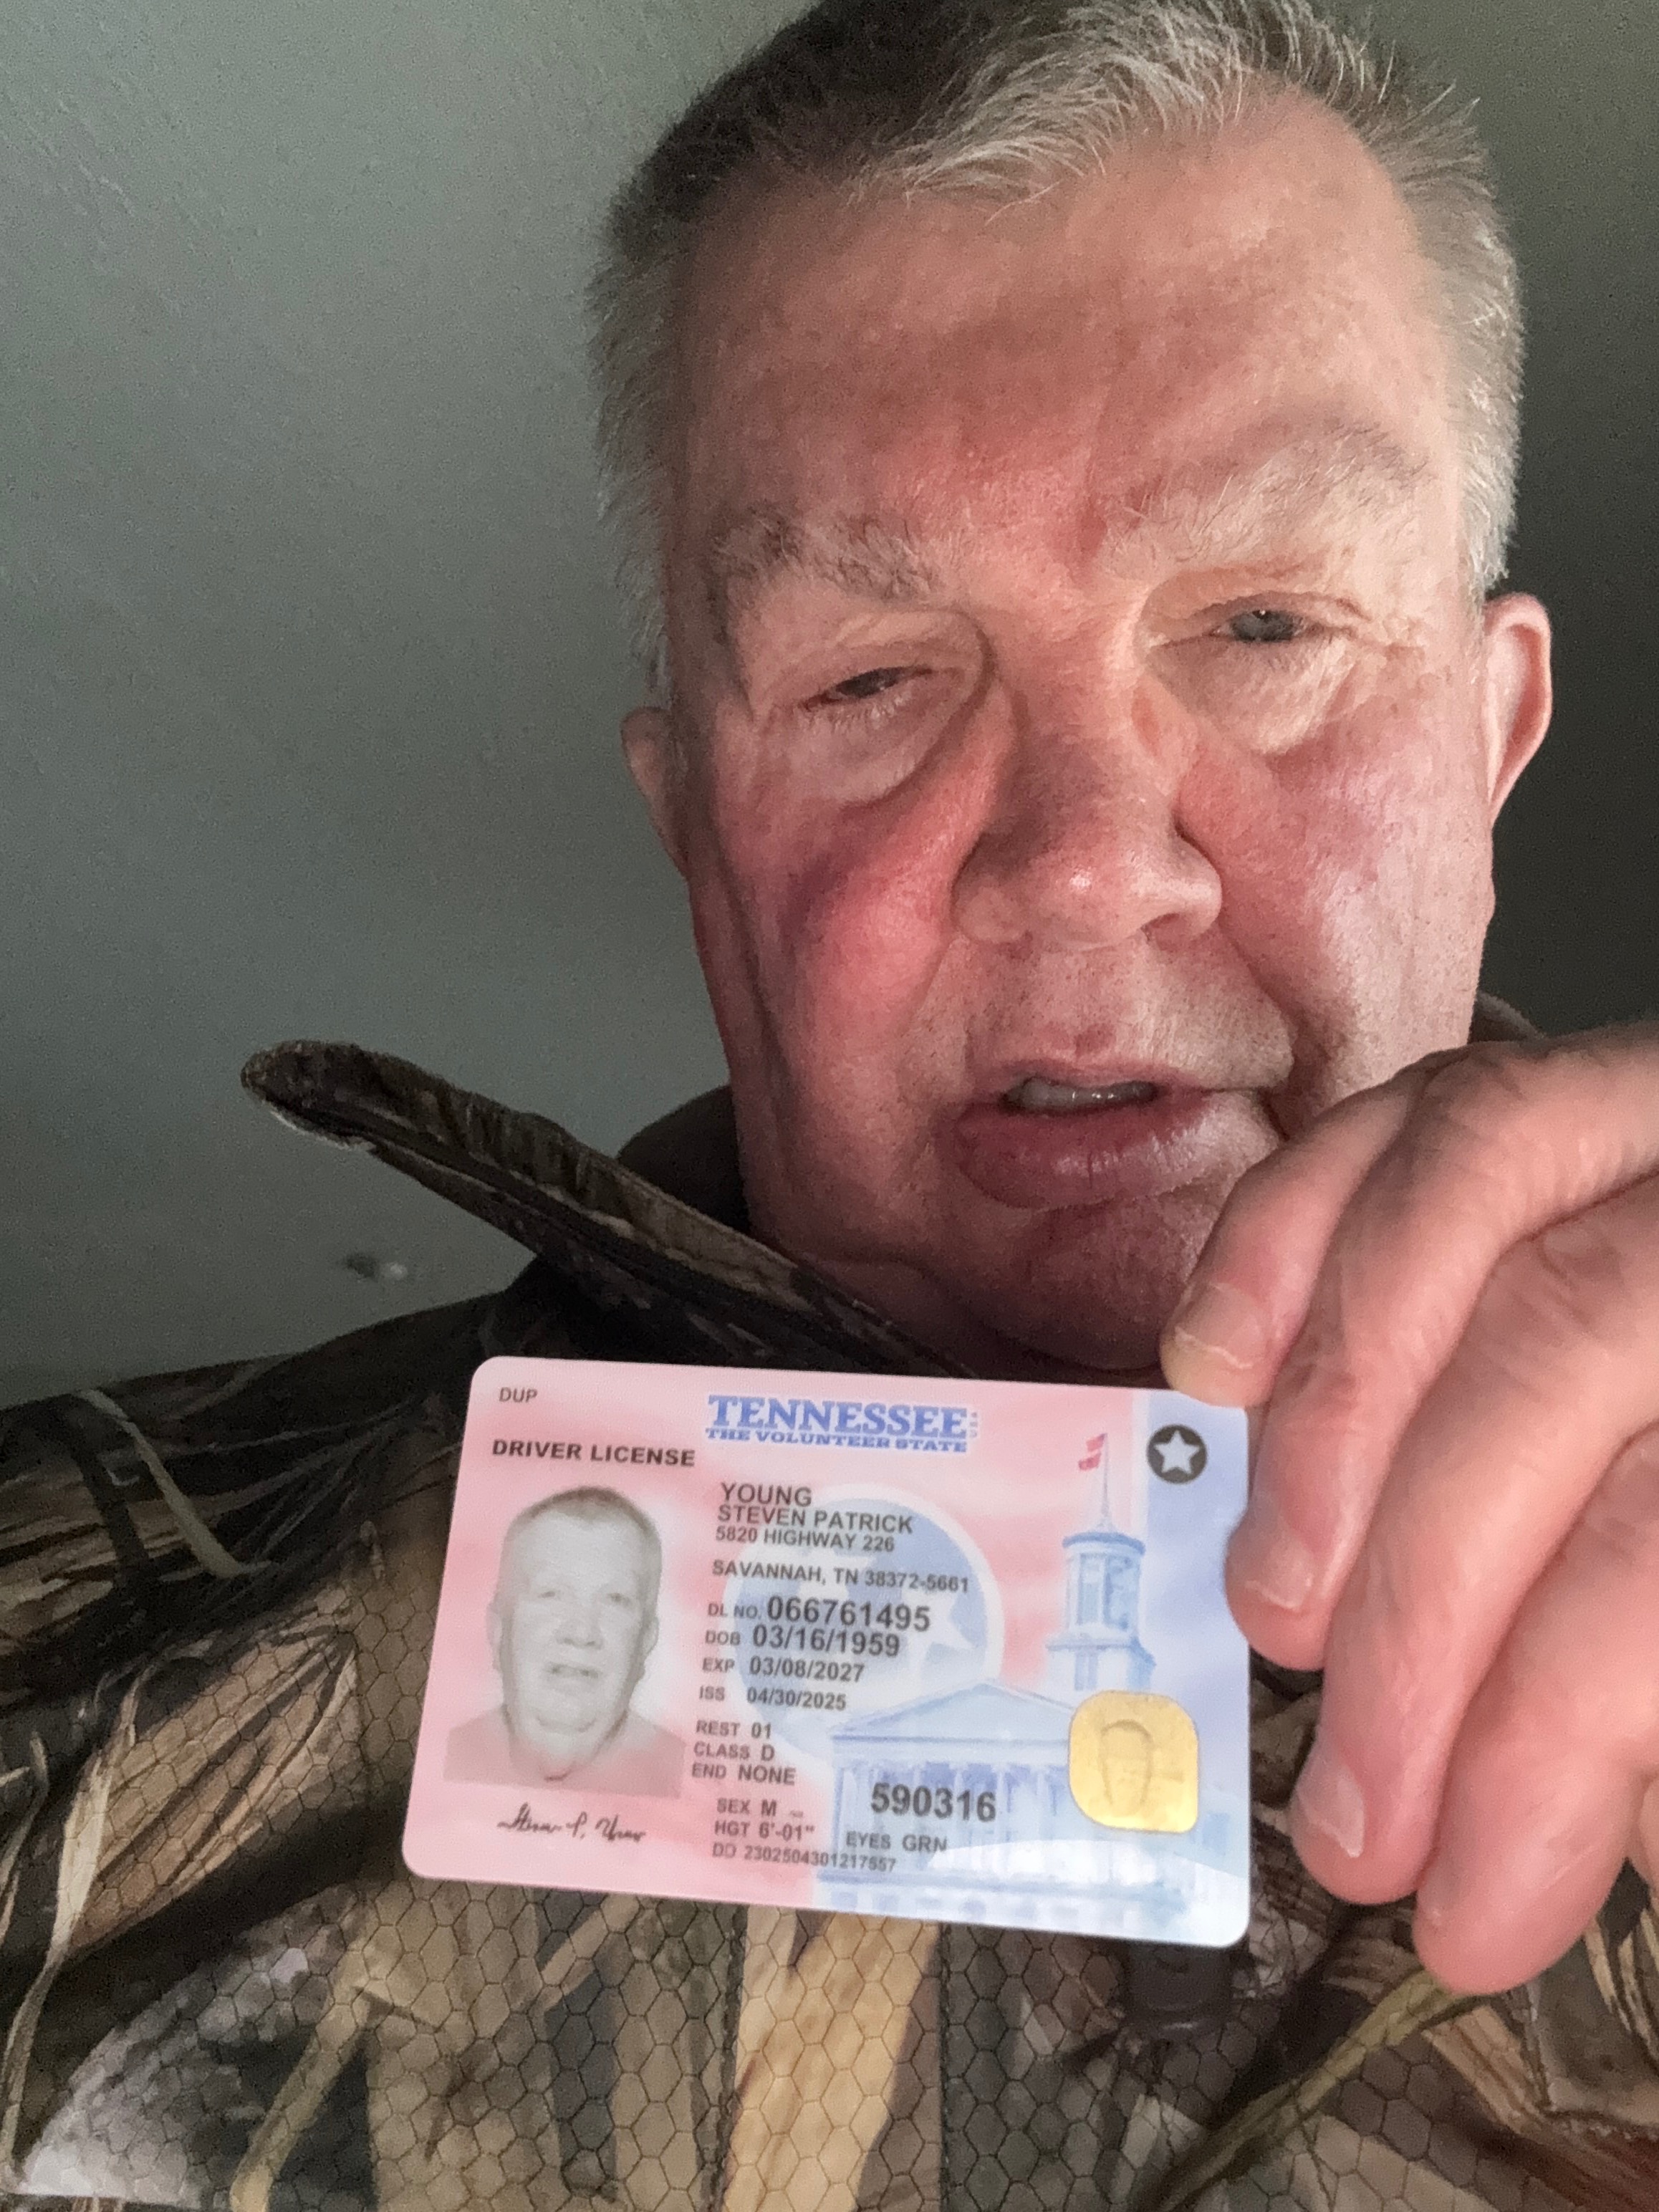 DUP
TENNESSEE USA
THE VOLUNTEER STATE
DRIVER LICENSE
YOUNG
STEVEN PATRICK
5820 HIGHWAY 226
SAVANNAH, TN 38372-5661
DL NO. 066761495
DOB 03/16/1959
EXP 03/08/2027
ISS 04/30/2025
REST 01
CLASS D
END NONE
590316
SEX M
HGT 6'-01" EYES GRN
DD 2302504301217557